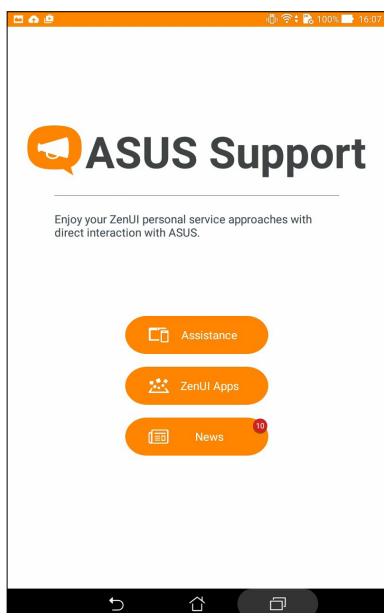 100% 16:07
ASUS Support
Enjoy your ZenUI personal service approaches with
direct interaction with ASUS.
Assistance
ZenUI Apps
10
News